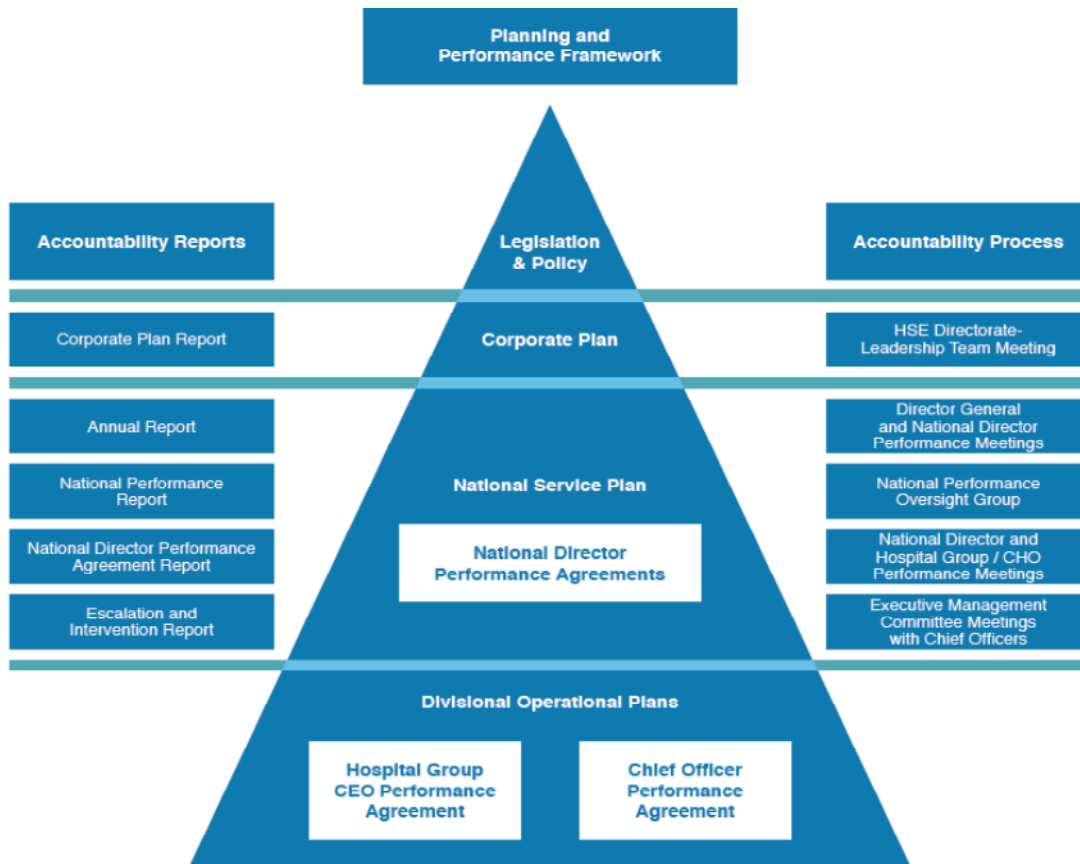 Planning and
Performance Framework
Accountability Reports
Legislation
& Policy
Accountability Process
Corporate Plan Report
Corporate Plan
HSE Directorate-
Leadership Team Meeting
Annual Report
National Performance
Report
National Director Performance
Agreement Report
Escalation and
Intervention Report
National Service Plan
National Director
Performance Agreements
Director General
and National Director
Performance Meetings
National Performance
Oversight Group
National Director and
Hospital Group / CHO
Performance Meetings
Executive Management
Committee Meetings
with Chief Officers
Divisional Operational Plans
Hospital Group
CEO Performance
Agreement
Chief Officer
Performance
Agreement